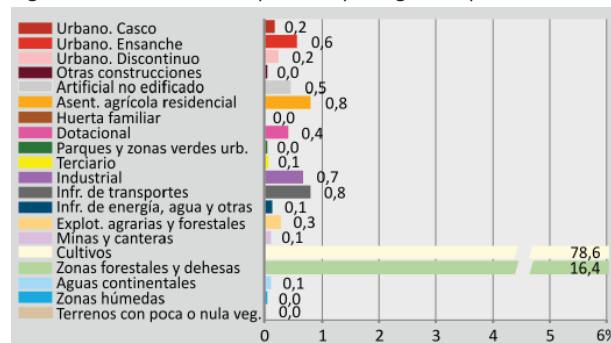 Urbano. Casco 0,2
Urbano. Ensanche 0,6
Urbano. Discontinuo 0,2
Otras construcciones 0,0
Artificial no edificado 0,5
Asent. agrícola residencial 0,8
Huerta familiar 0,0
Dotacional 0,4
Parques y zonas verdes urb. 0,0
Terciario 0,1
Industrial 0,7
Infr. de transportes 0,8
Infr. de energía, agua y otras 0,1
Explot. agrarias y forestales 0,3
Minas y canteras 0,1
Cultivos 78,6
Zonas forestales y dehesas 16,4
Aguas continentales 0,1
Zonas húmedas 0,0
Terrenos con poca o nula veg. 0,0
0 1 2 3 4 5 6%